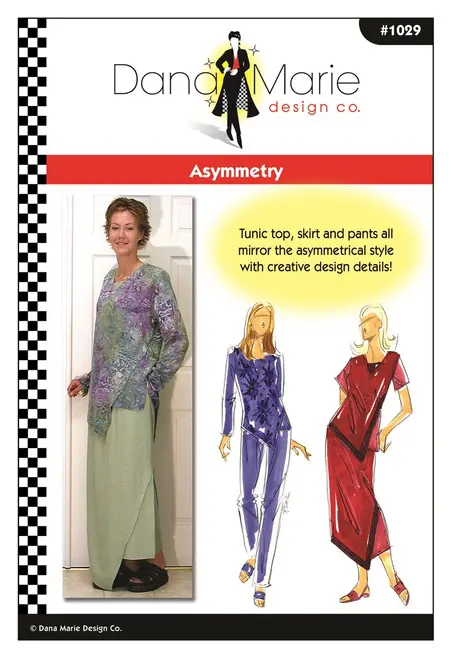 #1029
Dana Marie
design co.
Asymmetry
Tunic top, skirt and pants all
mirror the asymmetrical style
with creative design details!
© Dana Marie Design Co.